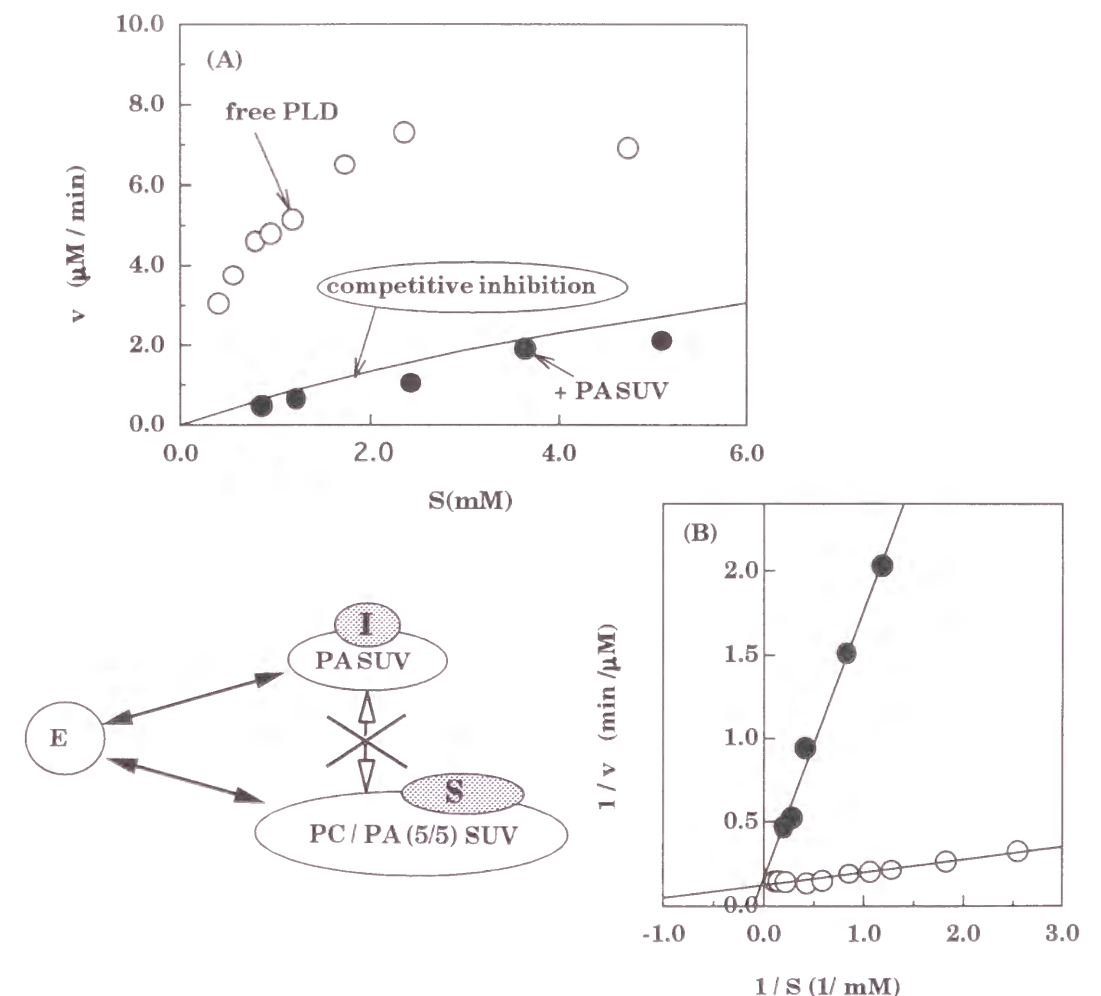 10.0
(A)
free PLD
8.0
6.0
4.0
competitive inhibition
2.0
+ PA SUV
0.0
0.0 2.0 4.0 6.0
v (μM / min)
S(mM)
(B)
2.0
1.5
1.0
0.5
0.0
-1.0 0.0 1.0 2.0 3.0
1 / v (min /μM)
1 / S (1/ mM)
I
PA SUV
E
S
PC / PA (5/5) SUV